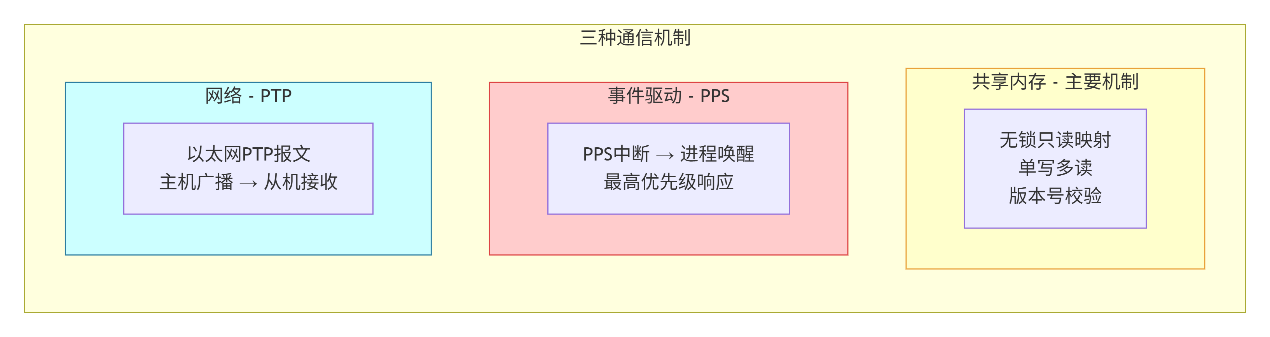 三种通信机制
网络 - PTP
以太网PTP报文
主机广播 → 从机接收
事件驱动 - PPS
PPS中断 → 进程唤醒
最高优先级响应
共享内存 - 主要机制
无锁只读映射
单写多读
版本号校验